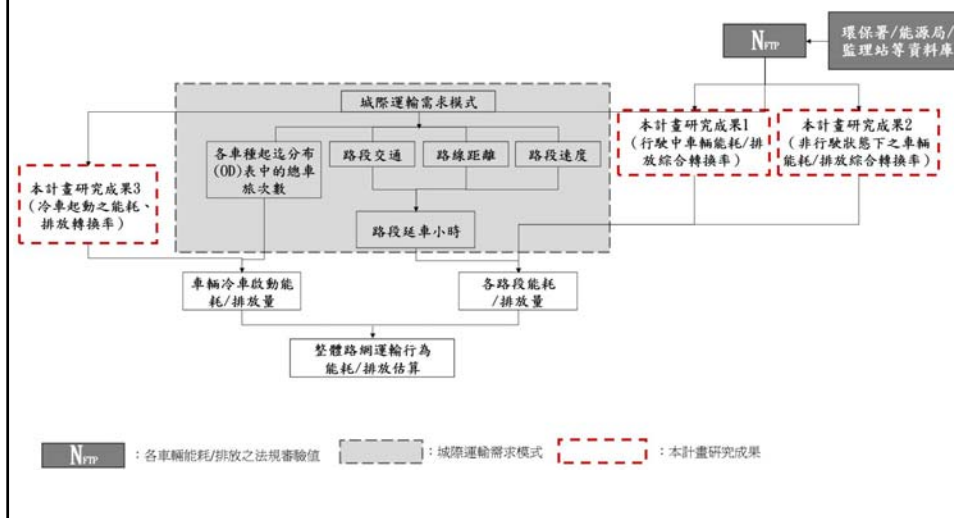 N_FTP
環保署/能源局/
監理站等資料庫
城際運輸需求模式
各車種起迄分布
(OD)表中的總車
旅次數
路段交通
路線距離
路段速度
本計畫研究成果1
(行駛中車輛能耗/排
放綜合轉換率)
本計畫研究成果2
(非行駛狀態下之車輛
能耗/排放綜合轉換率)
本計畫研究成果3
(冷車起動之能耗、
排放轉換率)
路段延車小時
車輛冷車啟動能
耗/排放量
各路段能耗
/排放量
整體路網運輸行為
能耗/排放估算
N_FTP :各車輛能耗/排放之法規審驗值
:城際運輸需求模式
:本計畫研究成果